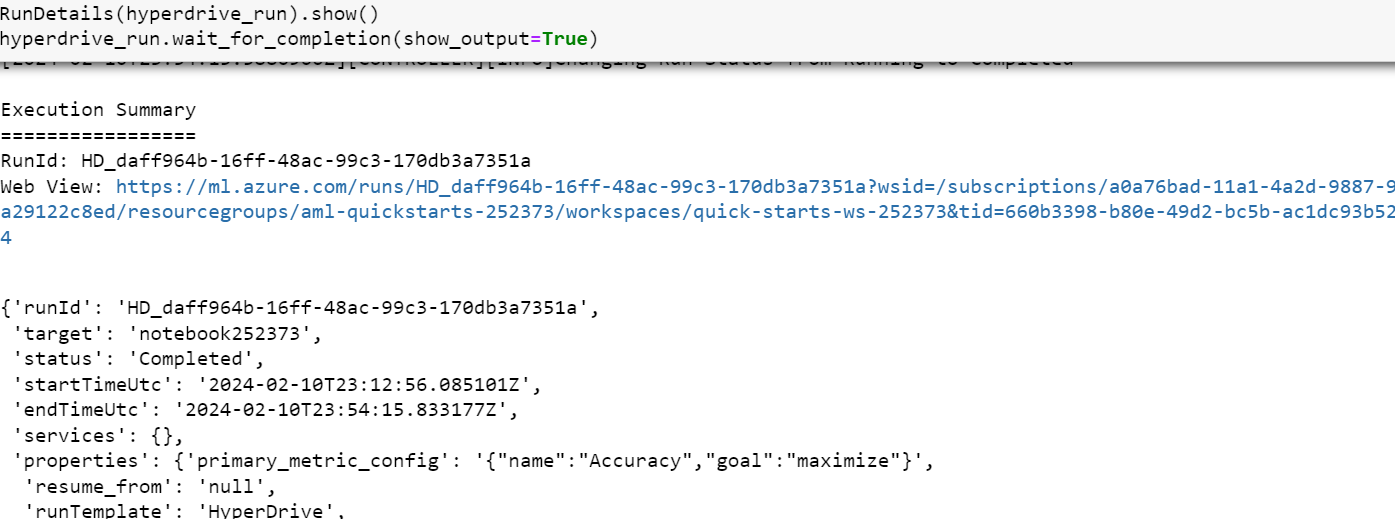 RunDetails(hyperdrive_run).show()
hyperdrive_run.wait_for_completion(show_output=True)
Execution Summary
=================
RunId: HD_daff964b-16ff-48ac-99c3-170db3a7351a
Web View: https://ml.azure.com/runs/HD_daff964b-16ff-48ac-99c3-170db3a7351a?wsid=/subscriptions/a0a76bad-11a1-4a2d-9887-9
a29122c8ed/resourcegroups/aml-quickstarts-252373/workspaces/quick-starts-ws-252373&tid=660b3398-b80e-49d2-bc5b-ac1dc93b52
4
{'runId': 'HD_daff964b-16ff-48ac-99c3-170db3a7351a',
'target': 'notebook252373',
'status': 'Completed',
'startTimeUtc': '2024-02-10T23:12:56.085101Z',
'endTimeUtc': '2024-02-10T23:54:15.833177Z',
'services': {},
'properties': {'primary_metric_config': '{"name":"Accuracy","goal":"maximize"}',
'resume_from': 'null',
'runTemplate': 'HyperDrive',